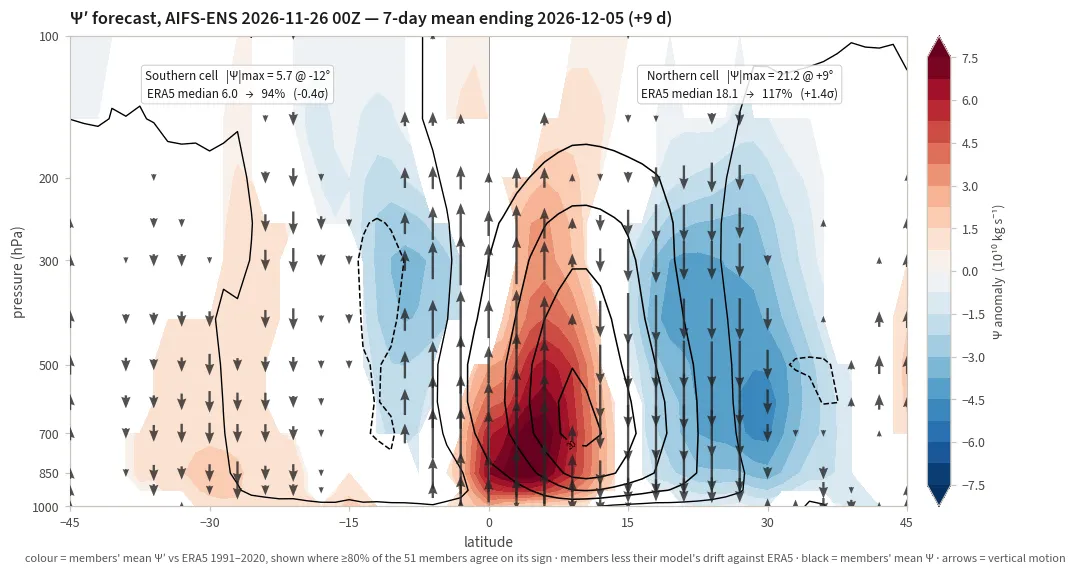 Ψ′ forecast, AIFS-ENS 2026-11-26 00Z — 7-day mean ending 2026-12-05 (+9 d)
Southern cell |Ψ|max = 5.7 @ -12°
ERA5 median 6.0 → 94% (-0.4σ)
Northern cell |Ψ|max = 21.2 @ +9°
ERA5 median 18.1 → 117% (+1.4σ)
pressure (hPa)
100
200
300
400
500
700
850
1000
−45
−30
−15
0
15
30
45
latitude
7.5
6.0
4.5
3.0
1.5
0.0
−1.5
−3.0
−4.5
−6.0
−7.5
Ψ anomaly (10¹⁰ kg s⁻¹)
colour = members' mean Ψ′ vs ERA5 1991–2020, shown where ≥80% of the 51 members agree on its sign · members less their model's drift against ERA5 · black = members' mean Ψ · arrows = vertical motion